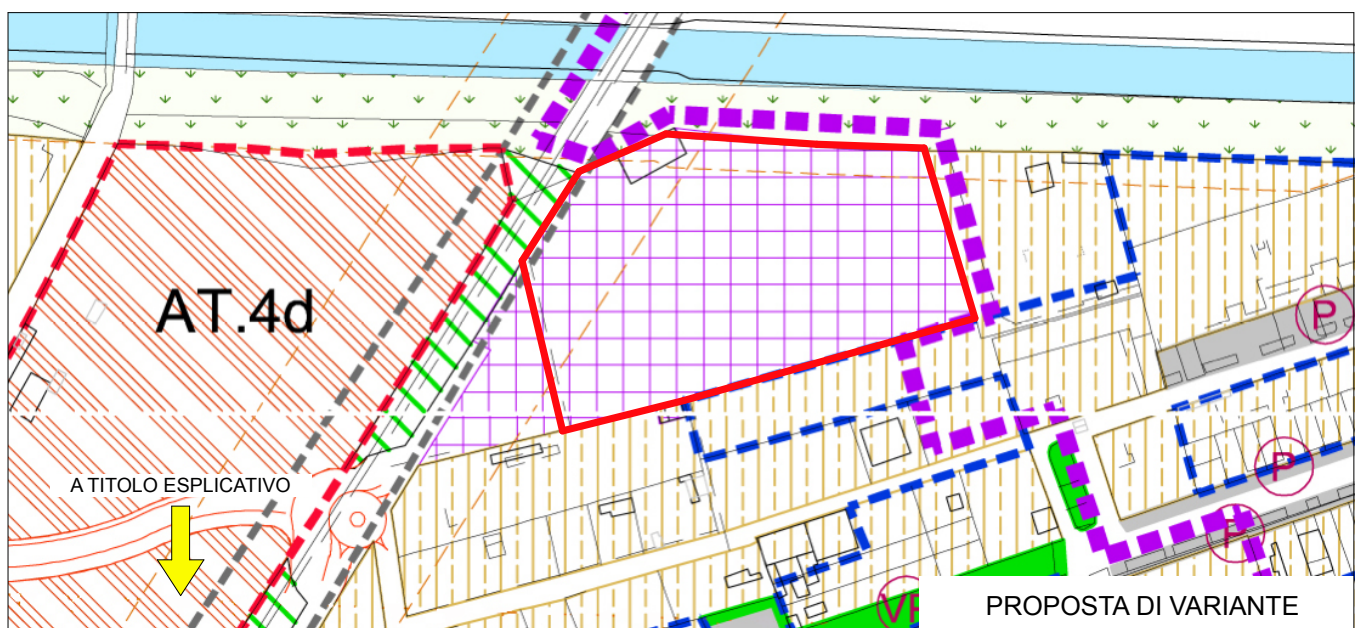 AT.4d
P
A TITOLO ESPLICATIVO
P
P
VP
PROPOSTA DI VARIANTE